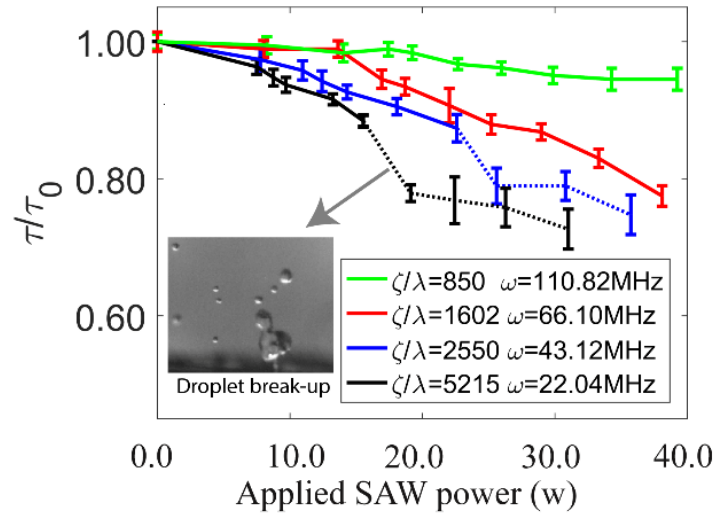 1.00
0.80
0.60
τ/τ0
ζ/λ=850 ω=110.82MHz
ζ/λ=1602 ω=66.10MHz
ζ/λ=2550 ω=43.12MHz
ζ/λ=5215 ω=22.04MHz
Droplet break-up
0.0 10.0 20.0 30.0 40.0
Applied SAW power (w)